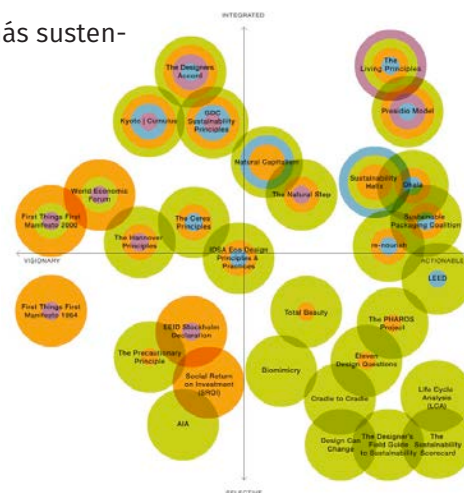 ás susten-
INTEGRATED
The Designers
Accord
The
Living Principles
Kyoto | Cumulus
GDC
Sustainability
Principles
Presidio Model
Natural Capitalism
Sustainability
Helix
Okala
World Economic
Forum
The Natural Step
First Things First
Manifesto 2000
The Ceres
Principles
Sustainable
Packaging Coalition
The Hannover
Principles
re-nourish
IDSA Eco Design
Principles &
Practices
VISIONARY
ACTIONABLE
LEED
First Things First
Manifesto 1964
Total Beauty
The PHAROS
Project
SEID Stockholm
Declaration
The Precautionary
Principle
Eleven
Design Questions
Biomimicry
Social Return
on Investment
(SROI)
Cradle to Cradle
Life Cycle
Analysis
(LCA)
AIA
Design Can
Change
The Designer's
Field Guide
to Sustainability
The
Sustainability
Scorecard
SELECTIVE